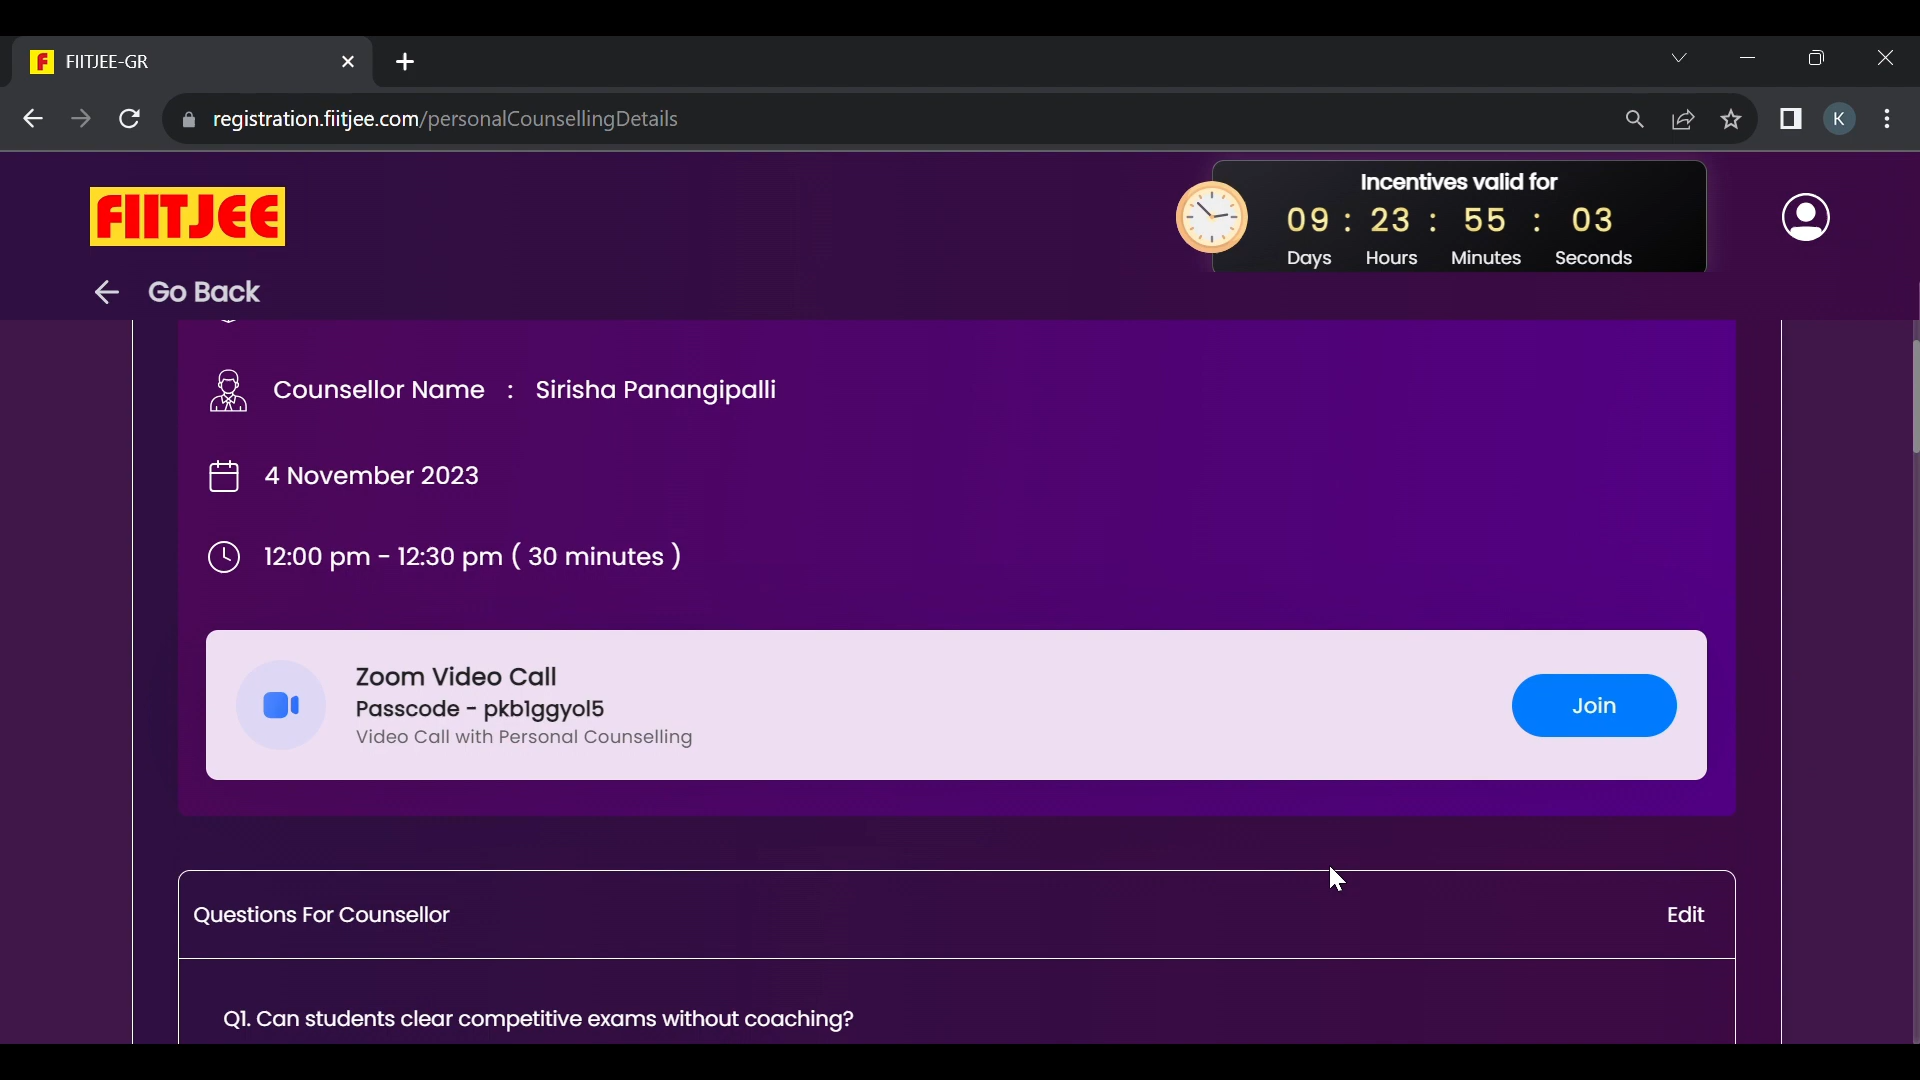 FIITJEE-GR
registration.fiitjee.com/personalCounsellingDetails
K
FIITJEE
Incentives valid for
09 : 23 : 55 : 03
Days Hours Minutes Seconds
Go Back
Counsellor Name : Sirisha Panangipalli
4 November 2023
12:00 pm - 12:30 pm ( 30 minutes )
Zoom Video Call
Passcode - pkb1ggyol5
Video Call with Personal Counselling
Join
Questions For Counsellor
Edit
Q1. Can students clear competitive exams without coaching?